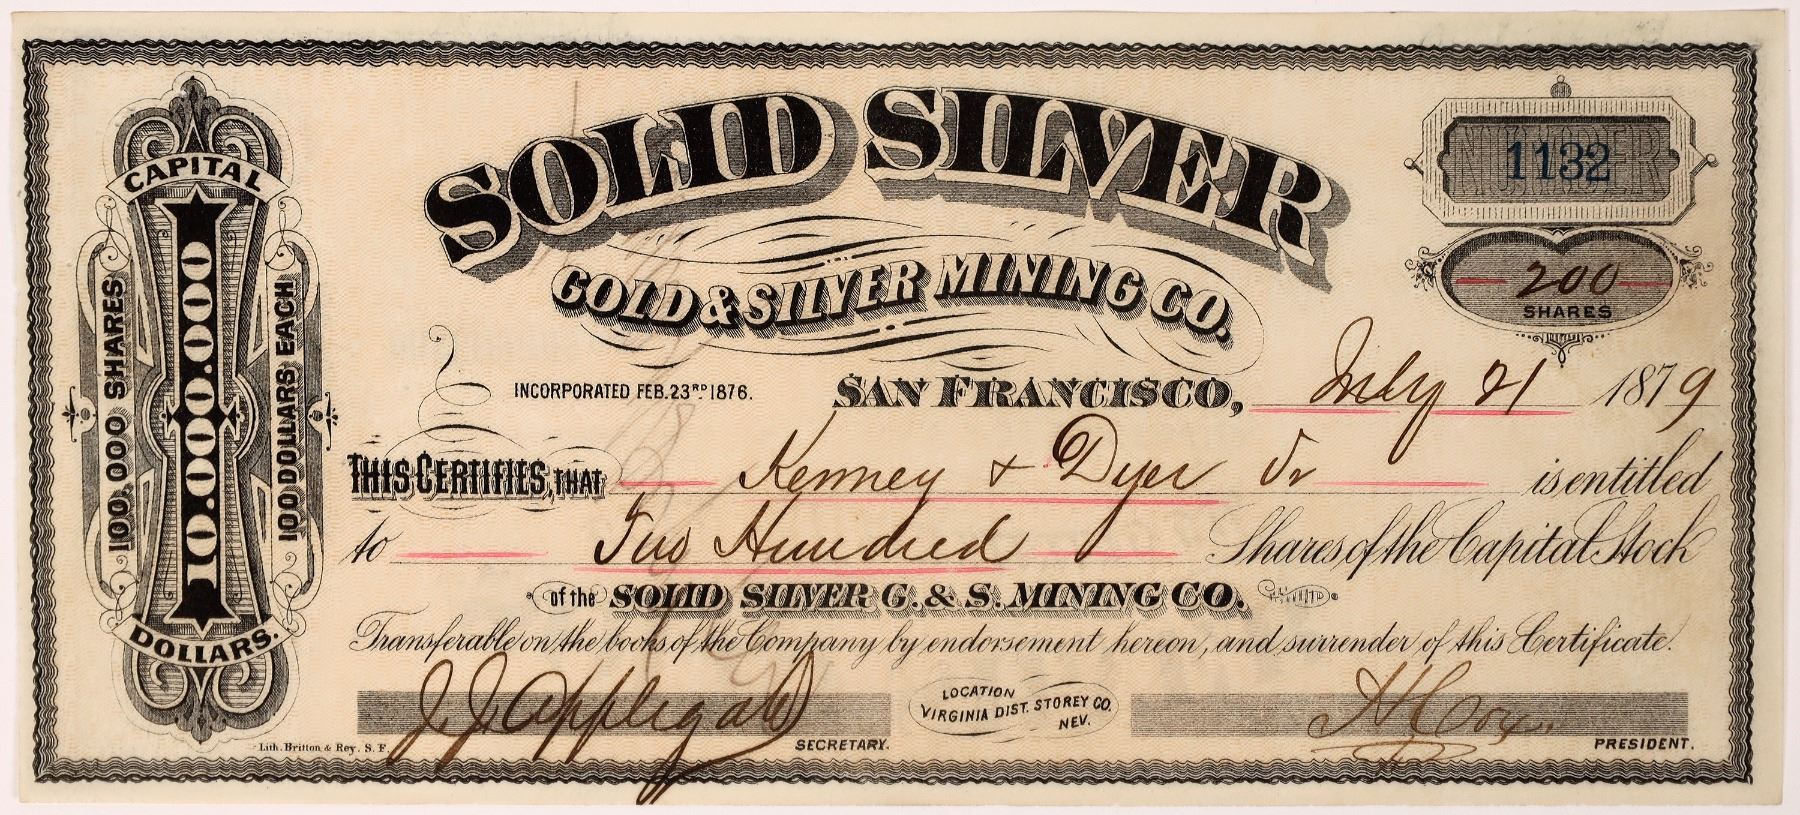 SOLID SILVER
GOLD & SILVER MINING CO.
NUMBER
1132
200
SHARES
CAPITAL
10.000.000
DOLLARS.
100,000 SHARES
100 DOLLARS EACH
INCORPORATED FEB. 23RD 1876.
SAN FRANCISCO, July 21 1879
THIS CERTIFIES, THAT Kenney & Dyer Tr is entitled
to Two Hundred Shares of the Capital Stock
of the SOLID SILVER G. & S. MINING CO.
Transferable on the books of the Company by endorsement hereon, and surrender of this Certificate.
J. J. Applegate
SECRETARY.
LOCATION
VIRGINIA DIST. STOREY CO.
NEV.
PRESIDENT.
Lith. Britton & Rey. S. F.